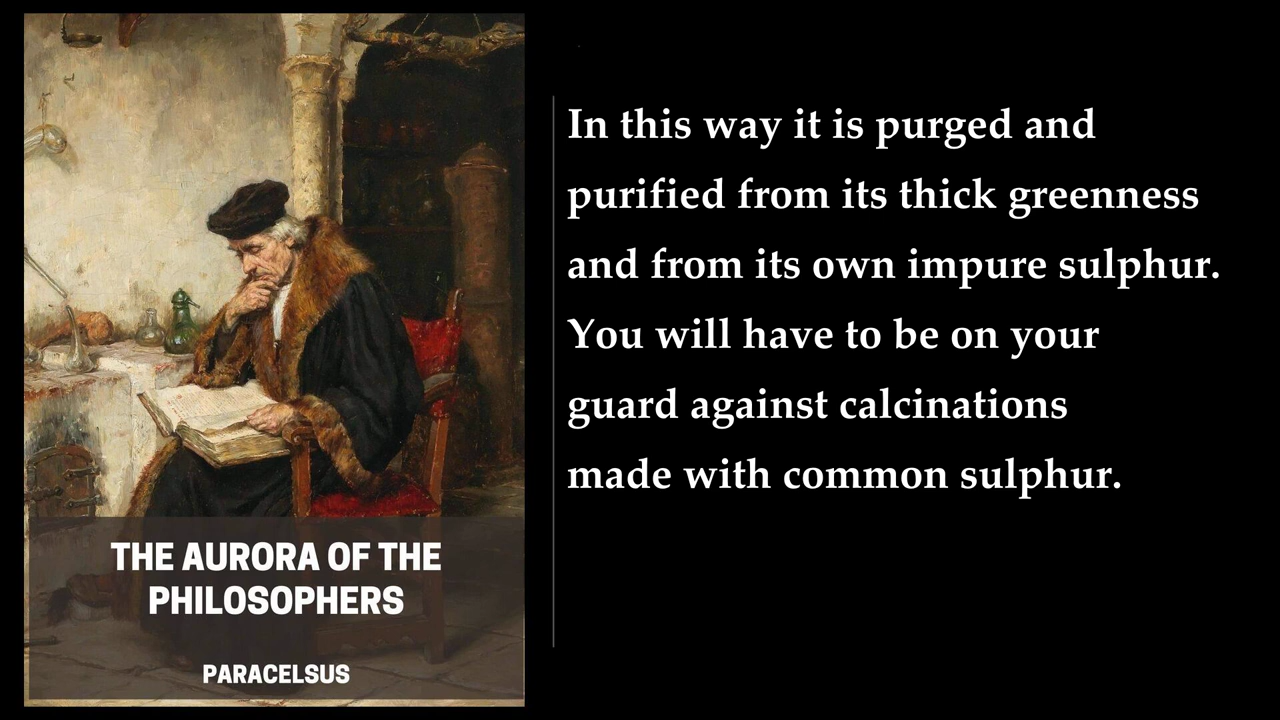 THE AURORA OF THE
PHILOSOPHERS
PARACELSUS
In this way it is purged and
purified from its thick greenness
and from its own impure sulphur.
You will have to be on your
guard against calcinations
made with common sulphur.